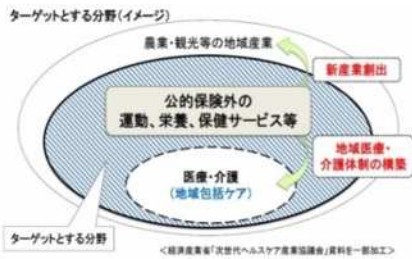 ターゲットとする分野(イメージ)
農業・観光等の地域産業
新産業創出
公的保険外の
運動、栄養、保健サービス等
地域医療・
介護体制の構築
医療・介護
(地域包括ケア)
ターゲットとする分野
＜経済産業省「次世代ヘルスケア産業協議会」資料を一部加工＞